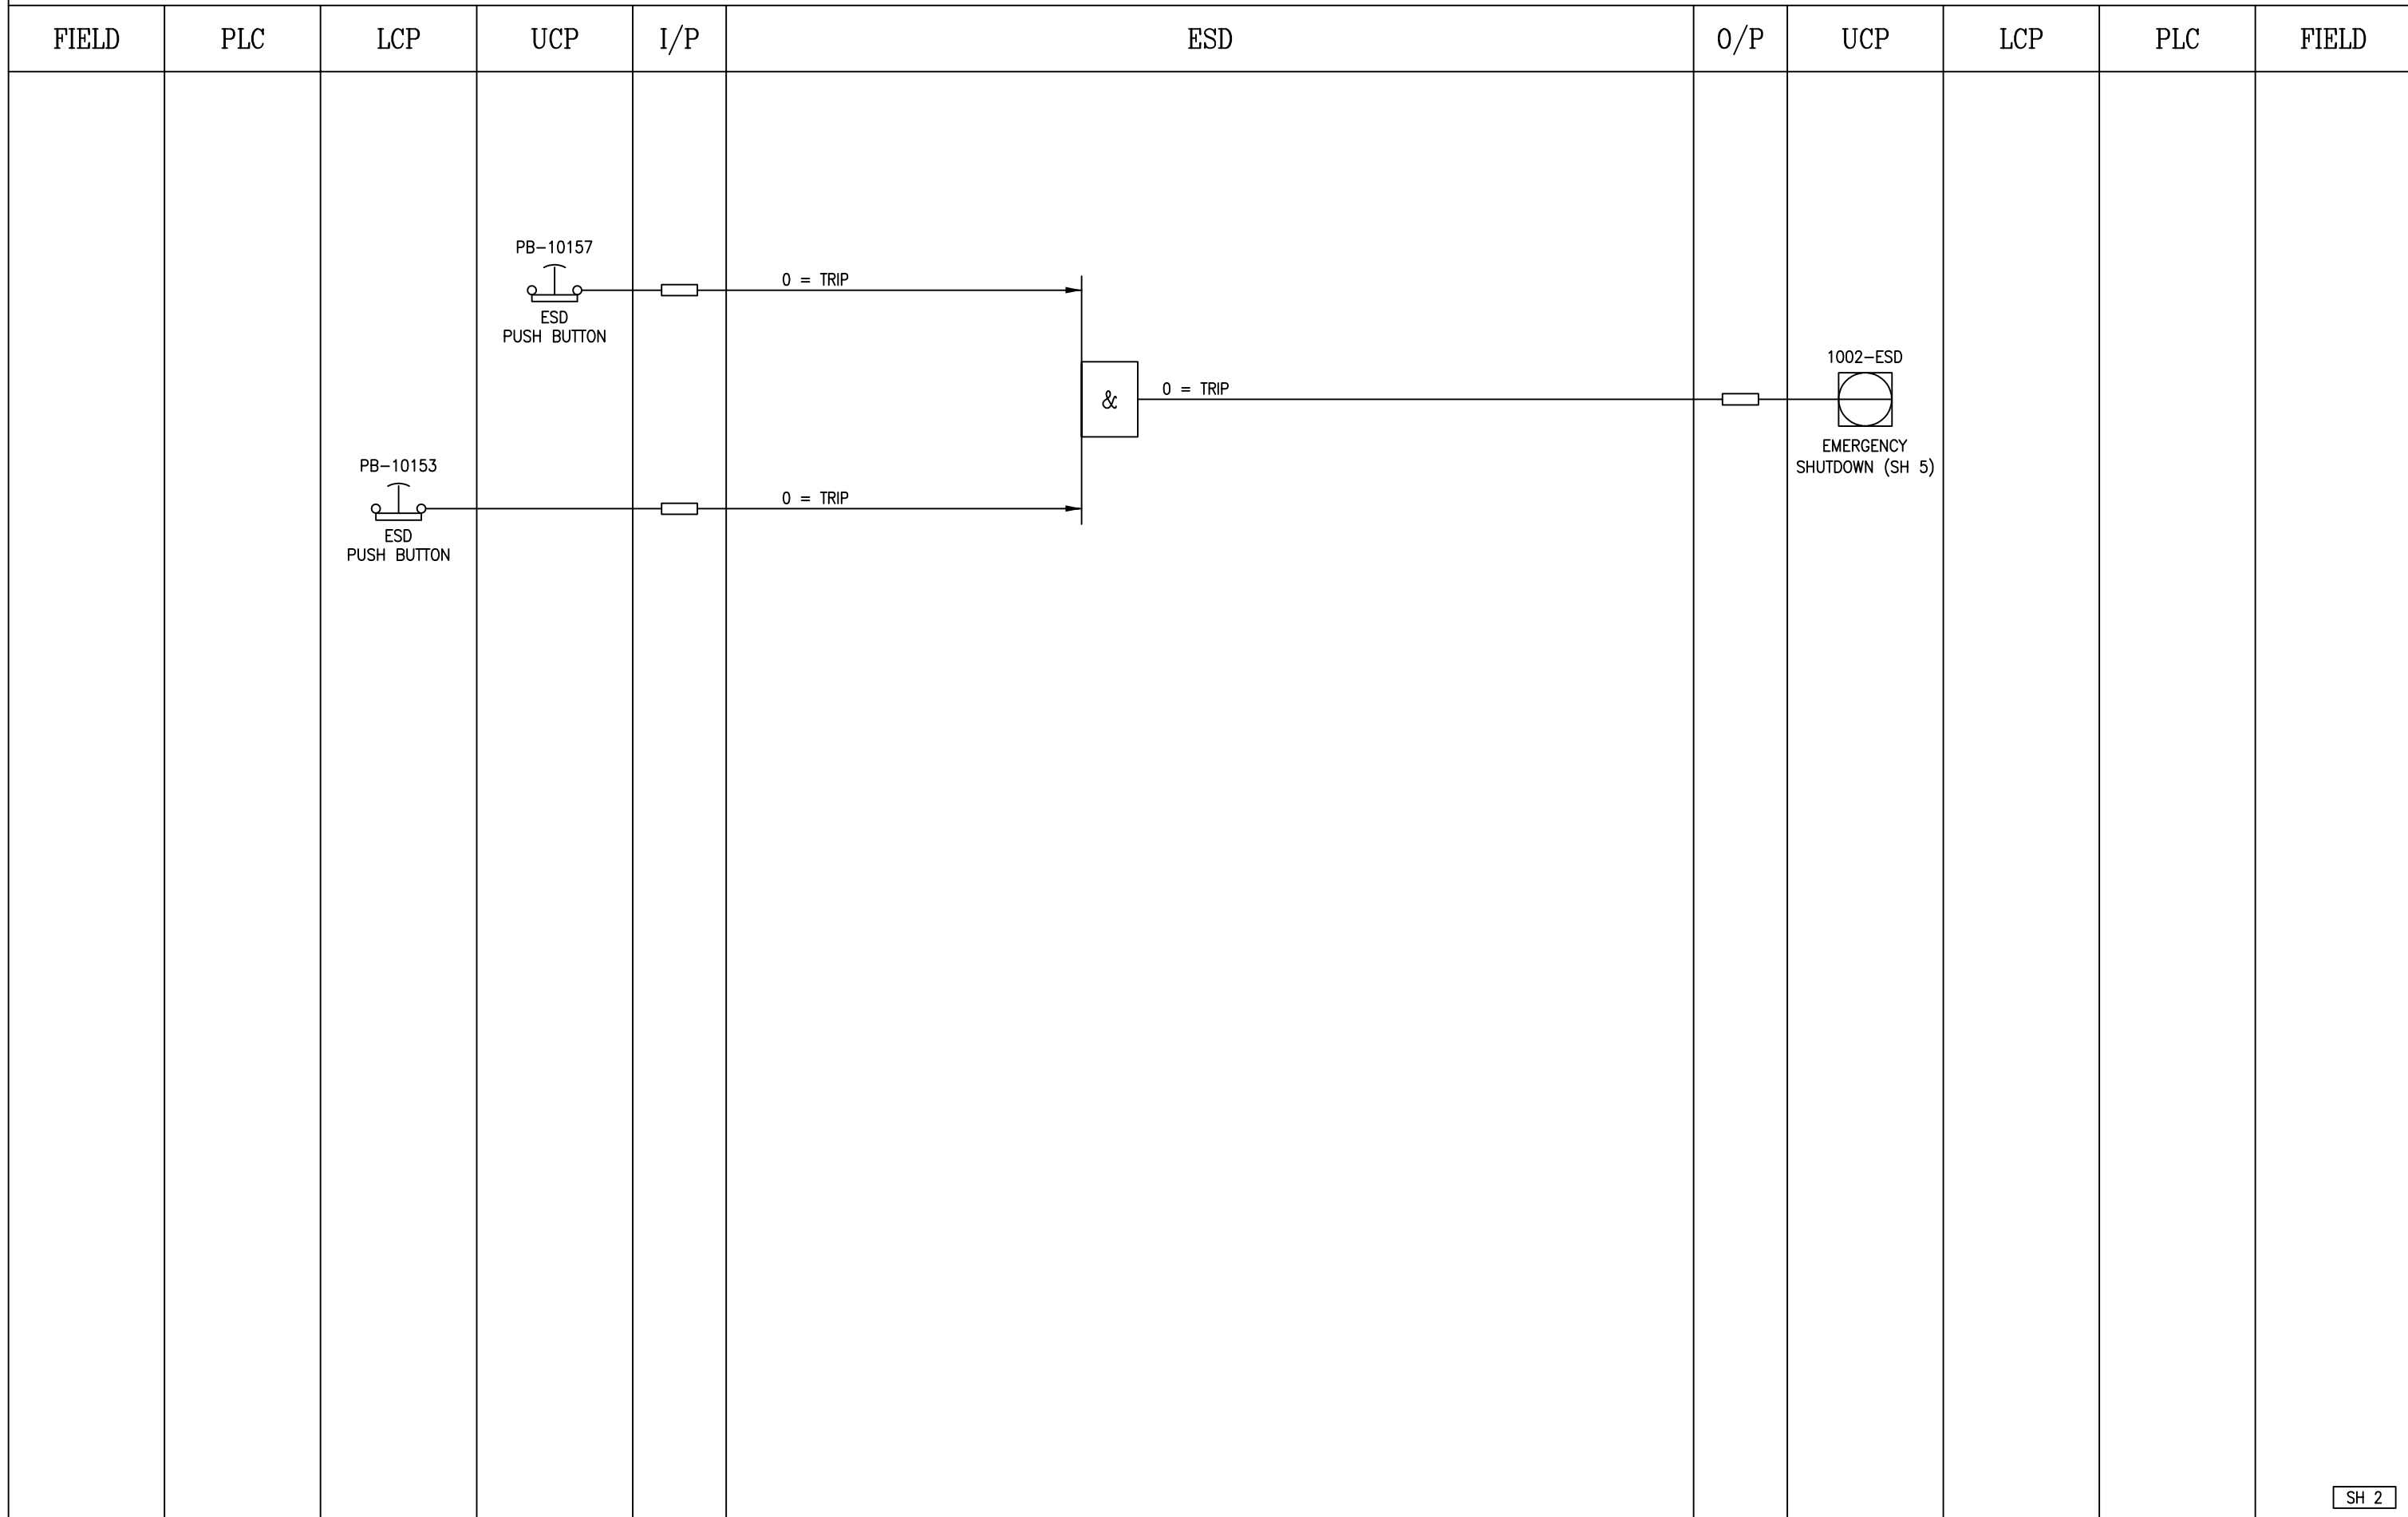 FIELD
PLC
LCP
UCP
I/P
ESD
O/P
UCP
LCP
PLC
FIELD
PB-10157
ESD
PUSH BUTTON
0 = TRIP
&
0 = TRIP
1002-ESD
EMERGENCY
SHUTDOWN (SH 5)
PB-10153
ESD
PUSH BUTTON
0 = TRIP
SH 2